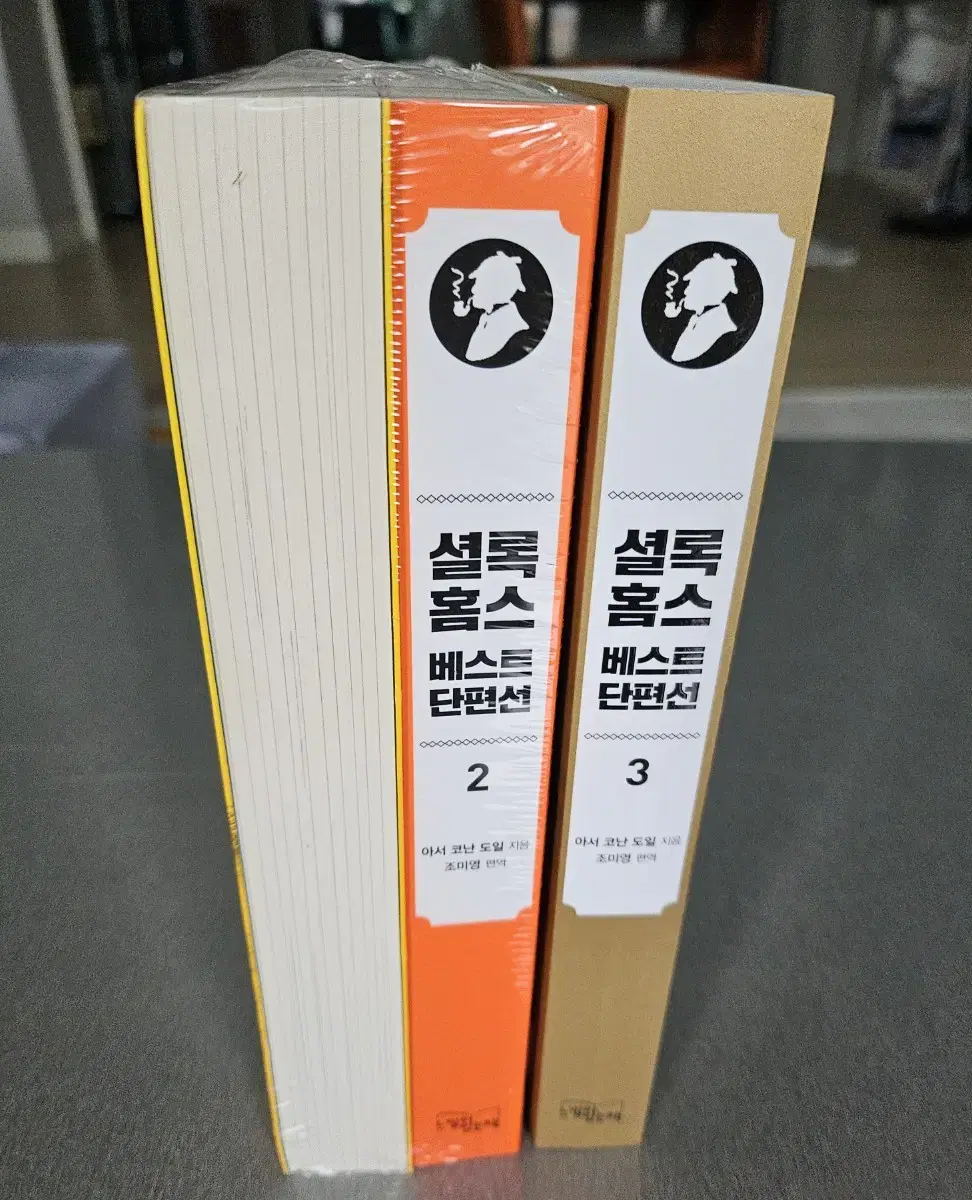 셜록
홈스
베스트
단편선
2
아서 코난 도일 지음
조미영 편역
셜록
홈스
베스트
단편선
3
아서 코난 도일 지음
조미영 편역